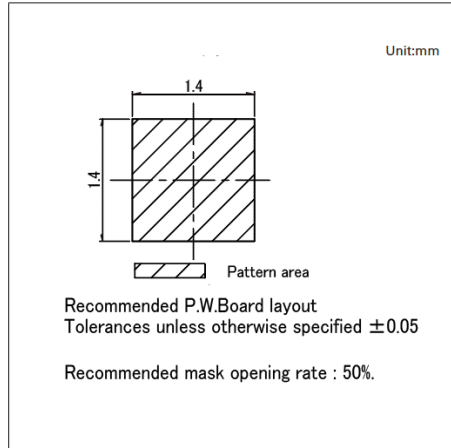 Unit:mm
1.4
1.4
Pattern area
Recommended P.W.Board layout
Tolerances unless otherwise specified ±0.05
Recommended mask opening rate : 50%.